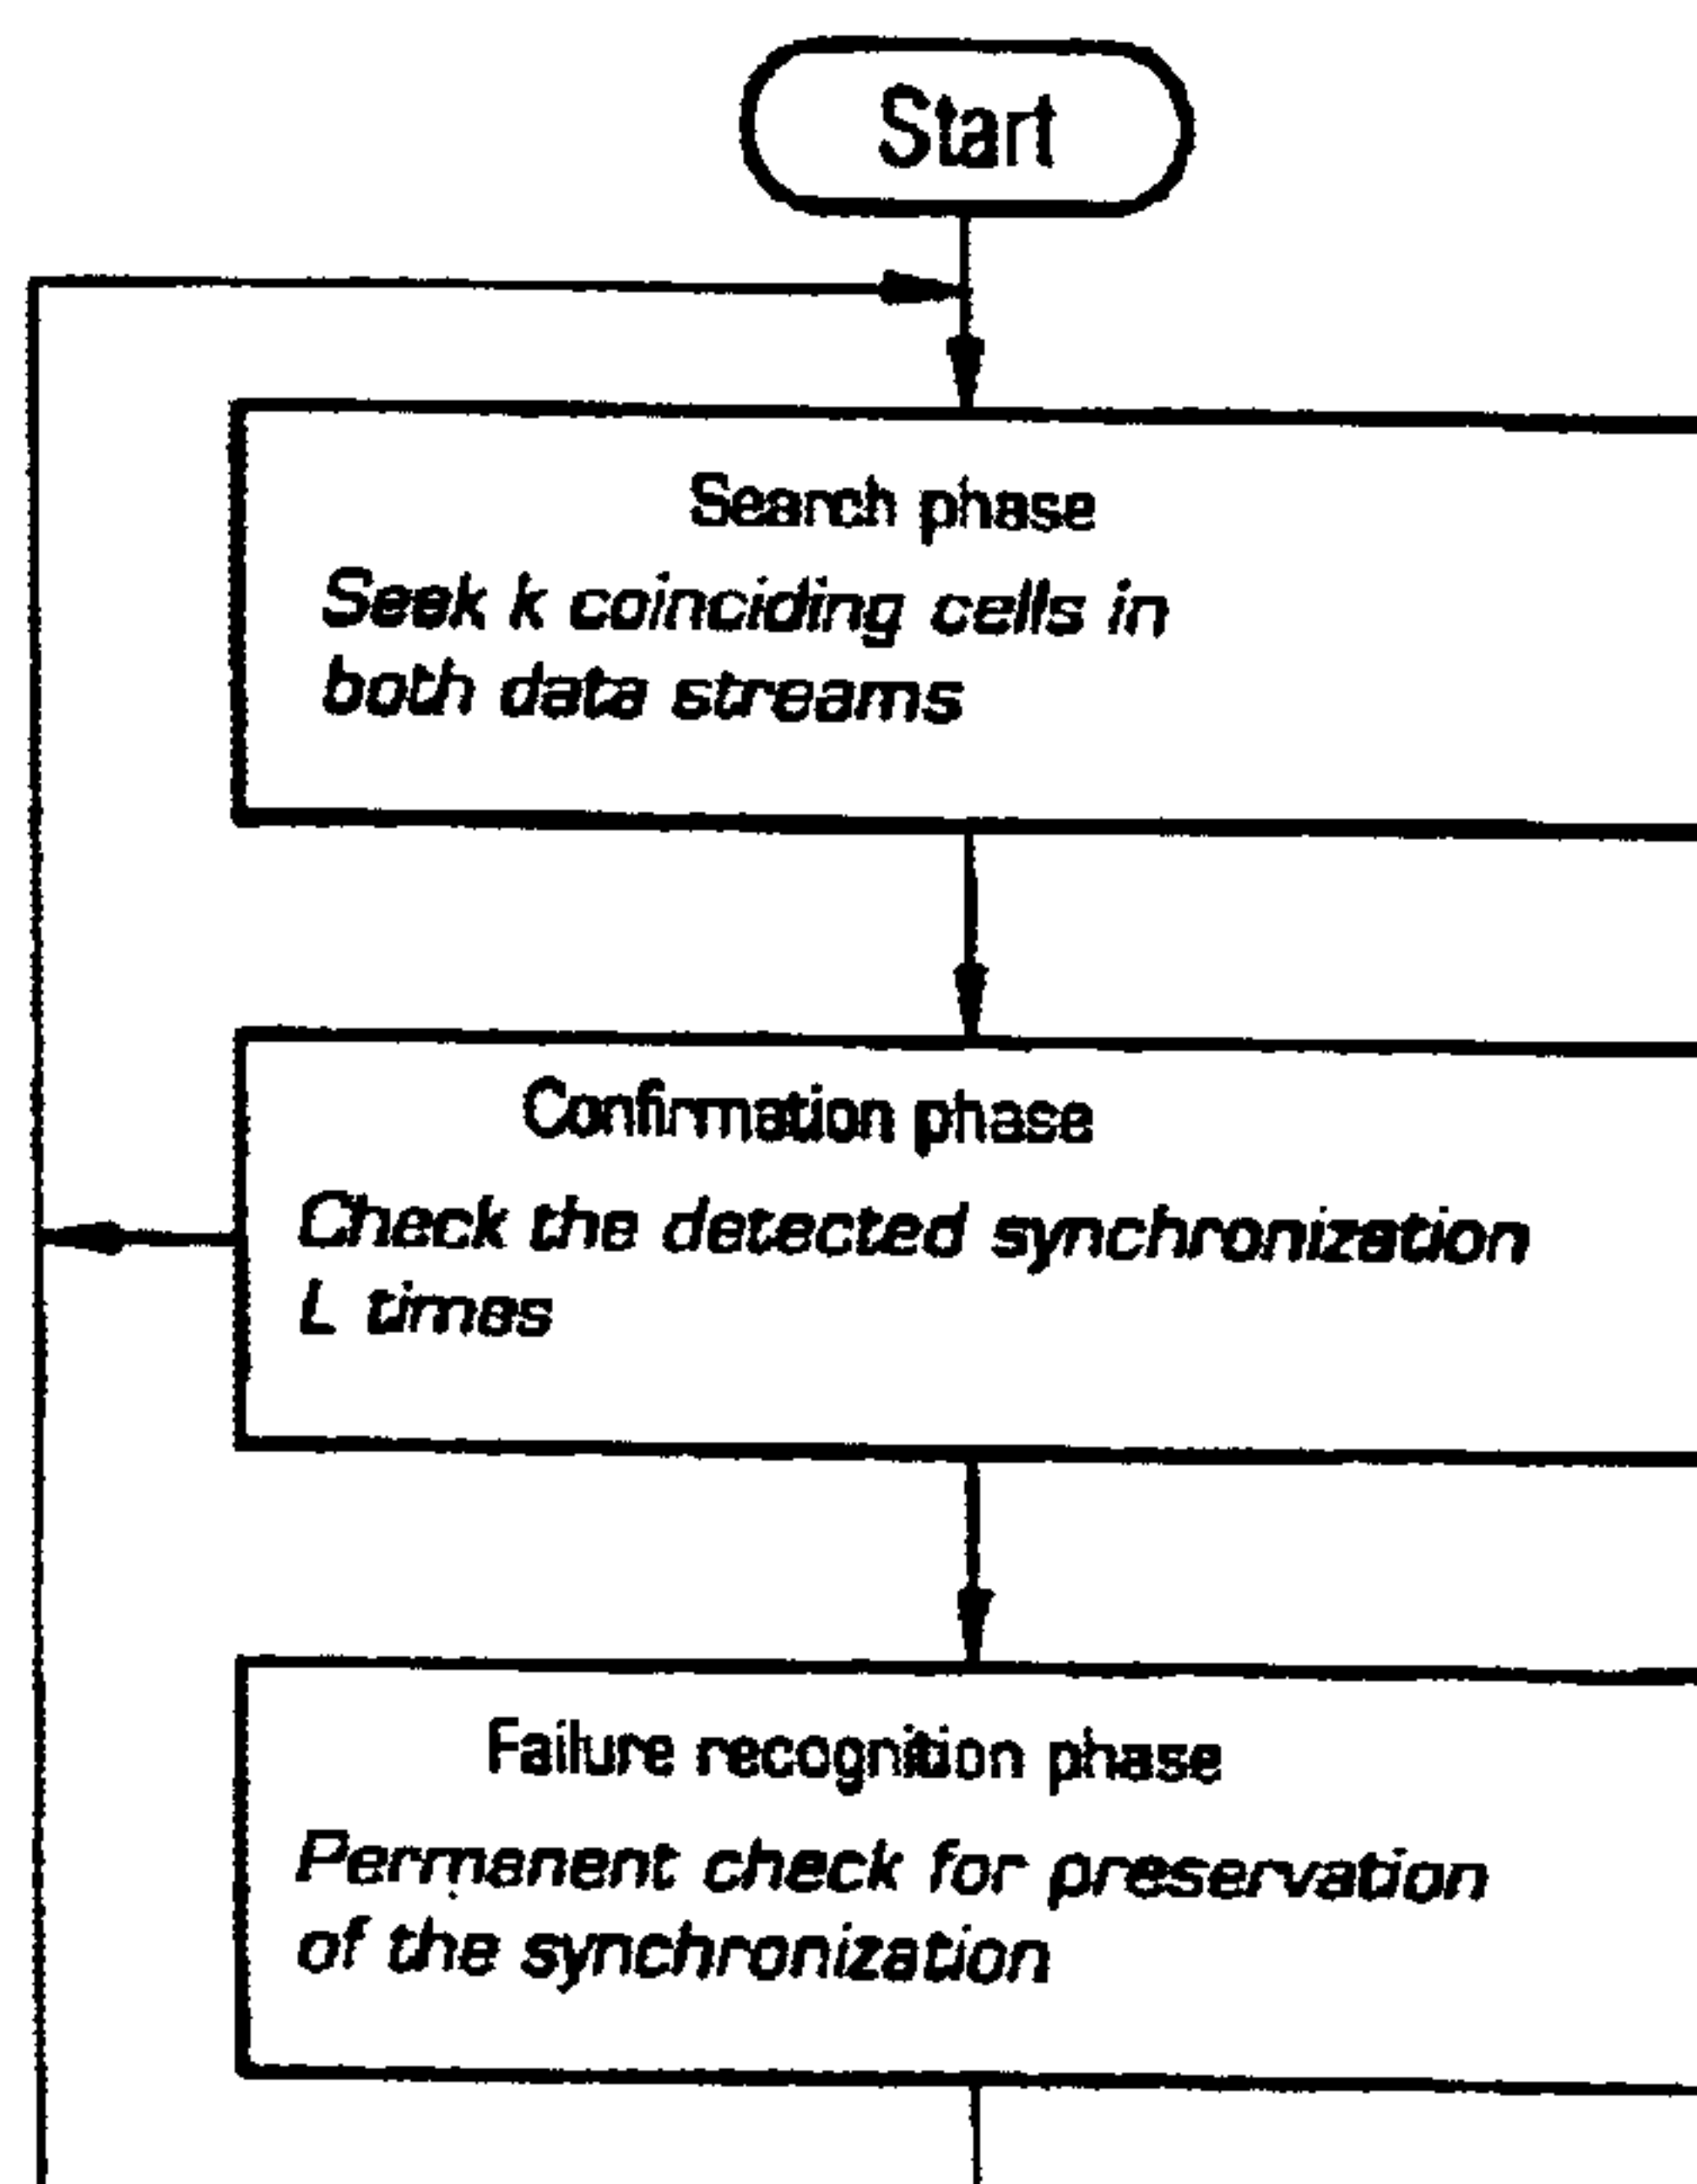 Start
Search phase
Seek k coinciding cells in
both data streams
Confirmation phase
Check the detected synchronization
L times
Failure recognition phase
Permanent check for preservation
of the synchronization